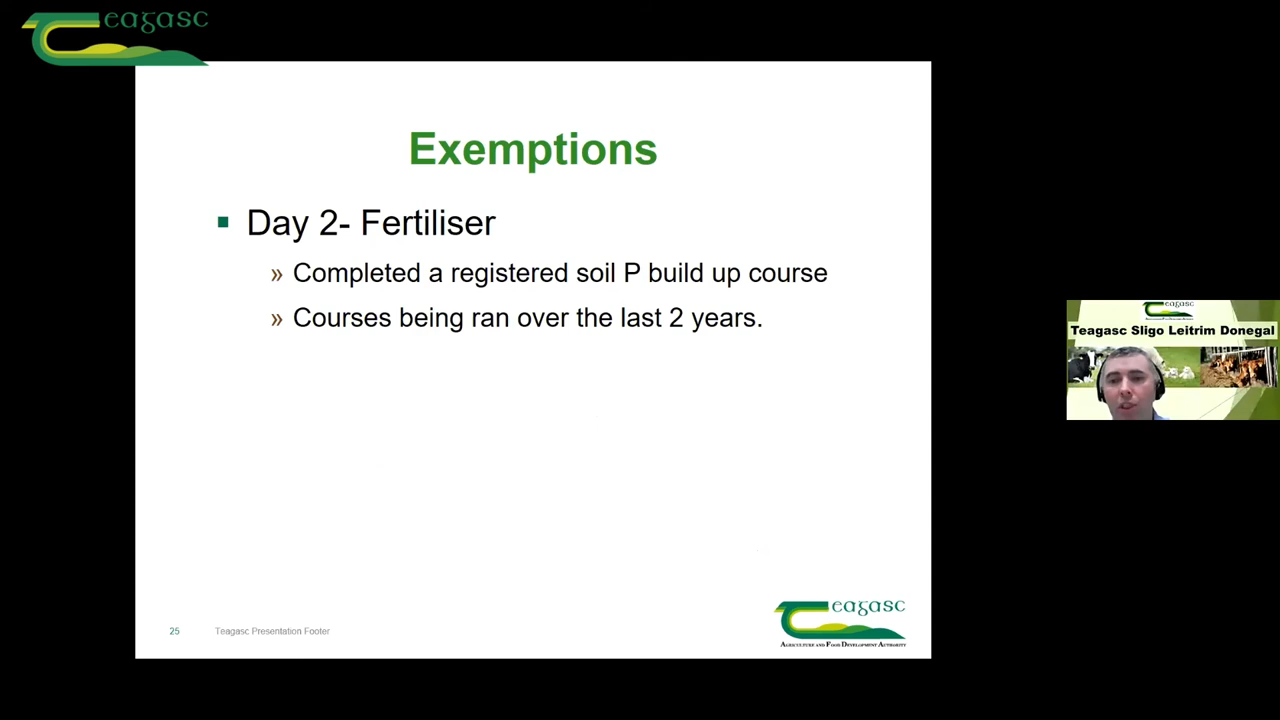 Teagasc
Exemptions
Day 2- Fertiliser
» Completed a registered soil P build up course
» Courses being ran over the last 2 years.
Teagasc
Teagasc Sligo Leitrim Donegal
25
Teagasc Presentation Footer
Teagasc
AGRICULTURE AND FOOD DEVELOPMENT AUTHORITY